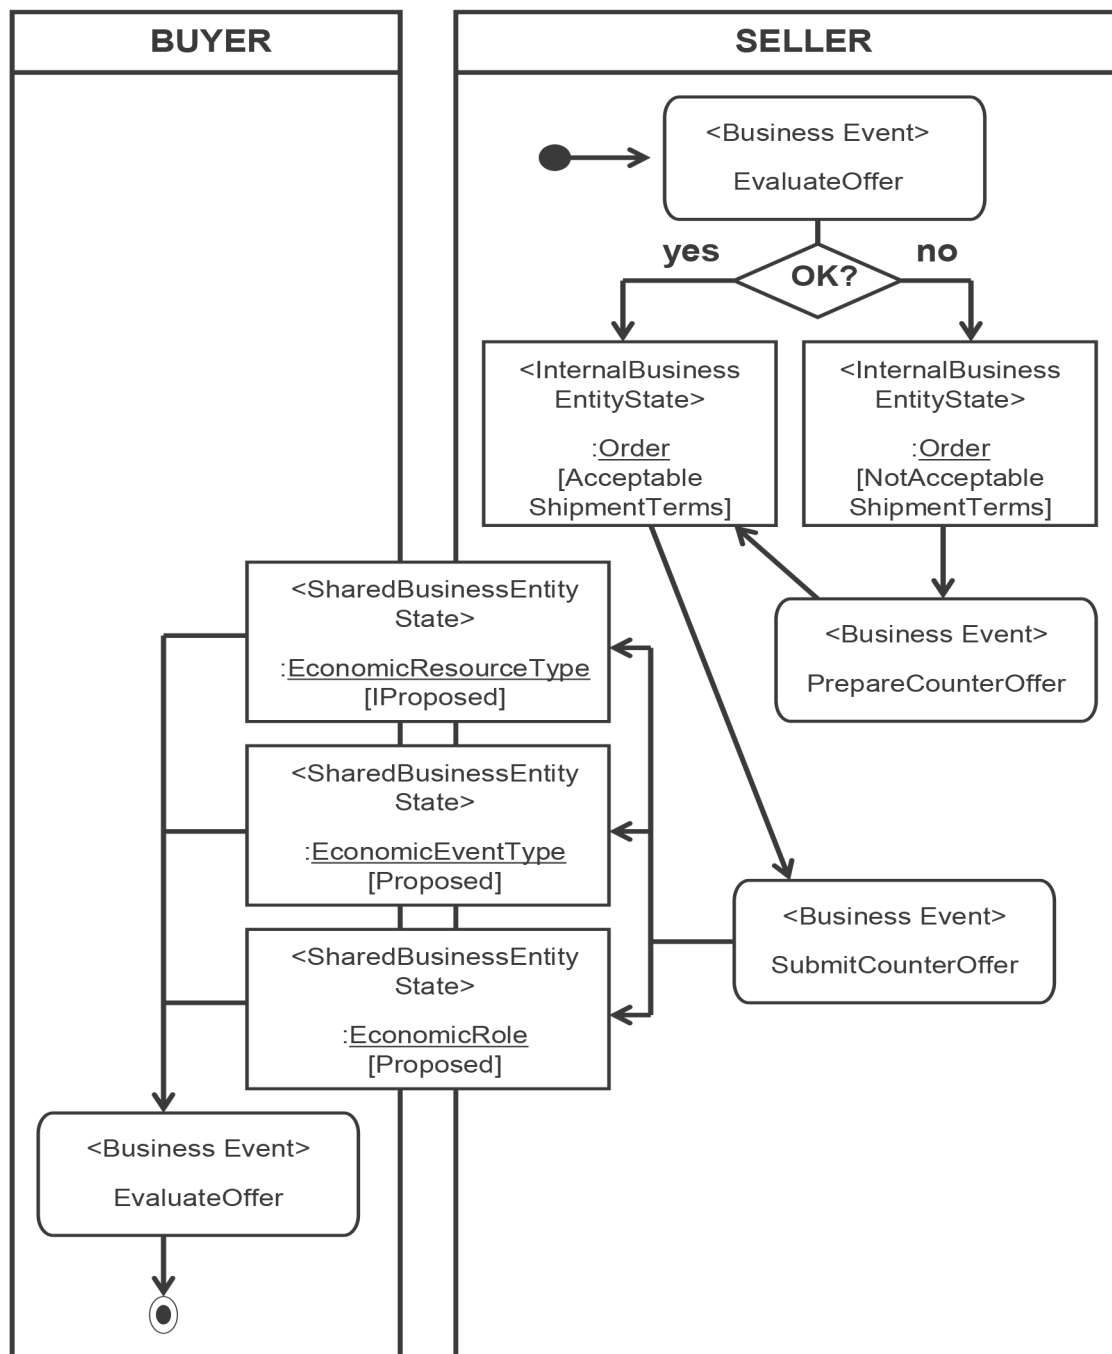 BUYER
SELLER
<Business Event>
EvaluateOffer
yes
no
OK?
<InternalBusiness
EntityState>
:Order
[Acceptable
ShipmentTerms]
<InternalBusiness
EntityState>
:Order
[NotAcceptable
ShipmentTerms]
<SharedBusinessEntity
State>
:EconomicResourceType
[IProposed]
<Business Event>
PrepareCounterOffer
<SharedBusinessEntity
State>
:EconomicEventType
[Proposed]
<Business Event>
SubmitCounterOffer
<SharedBusinessEntity
State>
:EconomicRole
[Proposed]
<Business Event>
EvaluateOffer